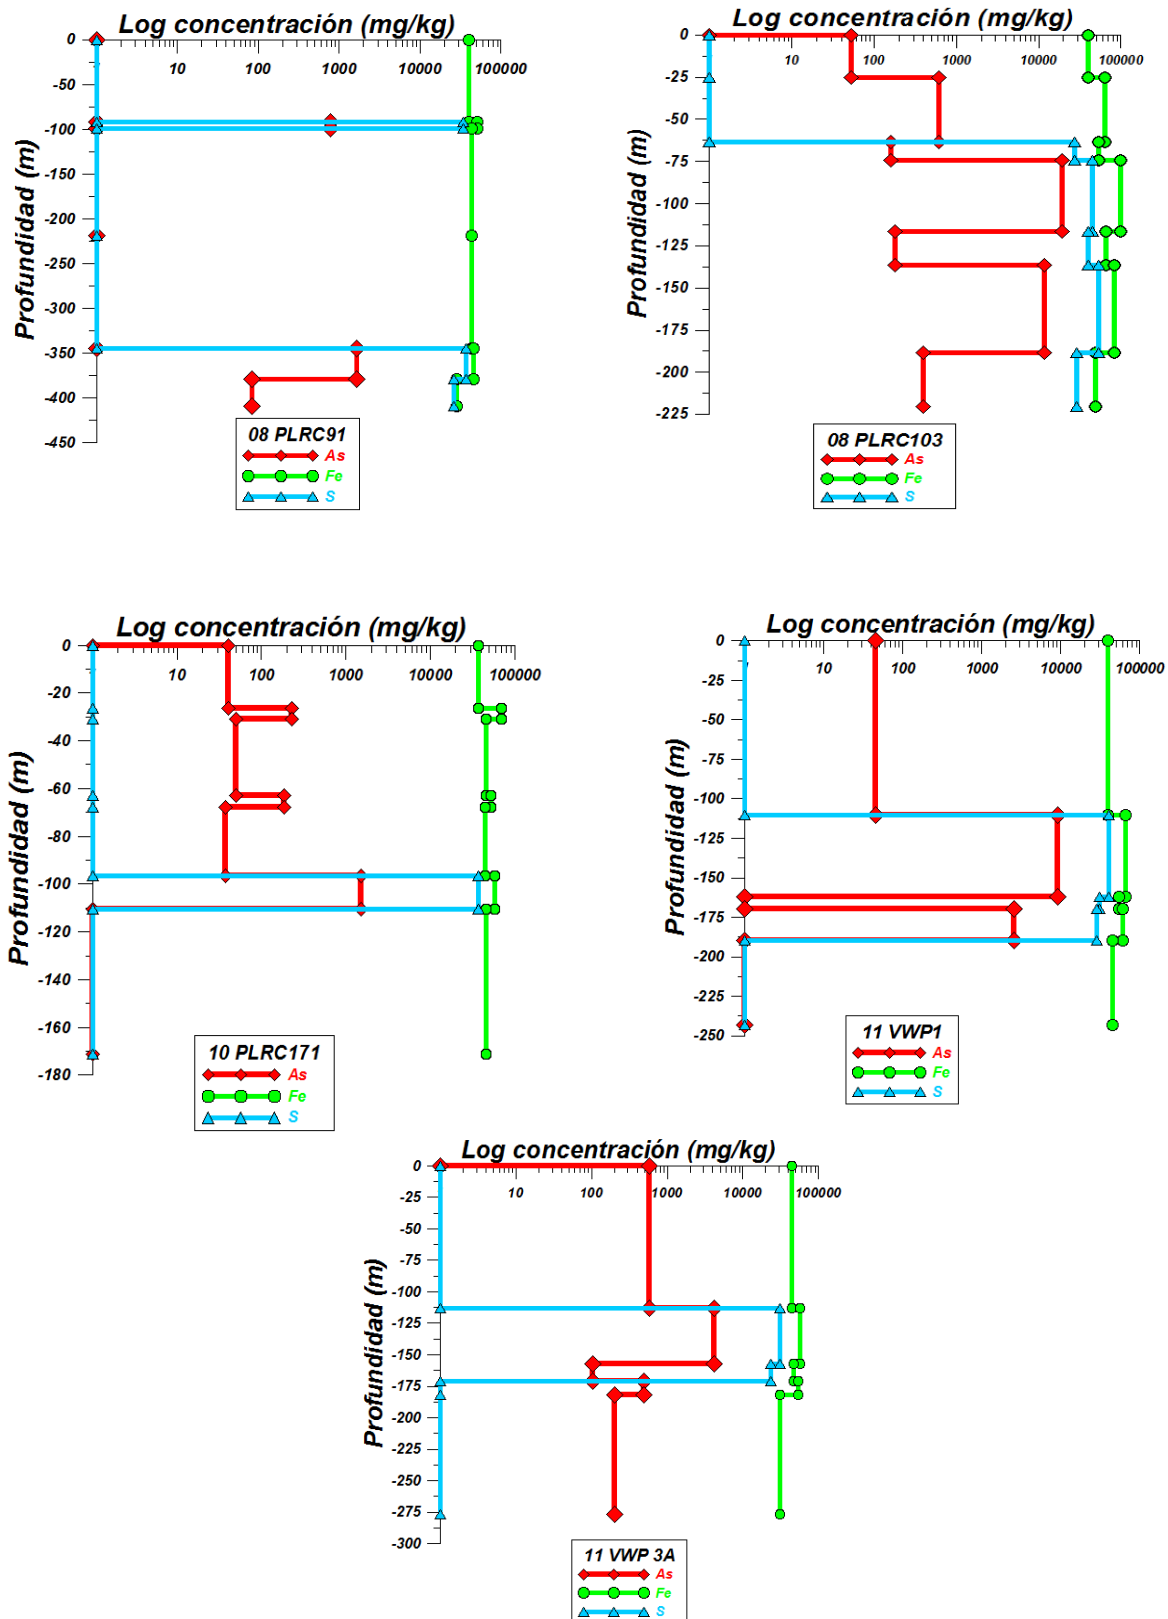 Log concentración (mg/kg)
10 100 1000 10000 100000
Profundidad (m)
0
-50
-100
-150
-200
-250
-300
-350
-400
-450
08 PLRC91
As
Fe
S
Log concentración (mg/kg)
10 100 1000 10000 100000
Profundidad (m)
0
-25
-50
-75
-100
-125
-150
-175
-200
-225
08 PLRC103
As
Fe
S
Log concentración (mg/kg)
10 100 1000 10000 100000
Profundidad (m)
0
-20
-40
-60
-80
-100
-120
-140
-160
-180
10 PLRC171
As
Fe
S
Log concentración (mg/kg)
10 100 1000 10000 100000
Profundidad (m)
0
-25
-50
-75
-100
-125
-150
-175
-200
-225
-250
11 VWP1
As
Fe
S
Log concentración (mg/kg)
10 100 1000 10000 100000
Profundidad (m)
0
-25
-50
-75
-100
-125
-150
-175
-200
-225
-250
-275
-300
11 VWP 3A
As
Fe
S